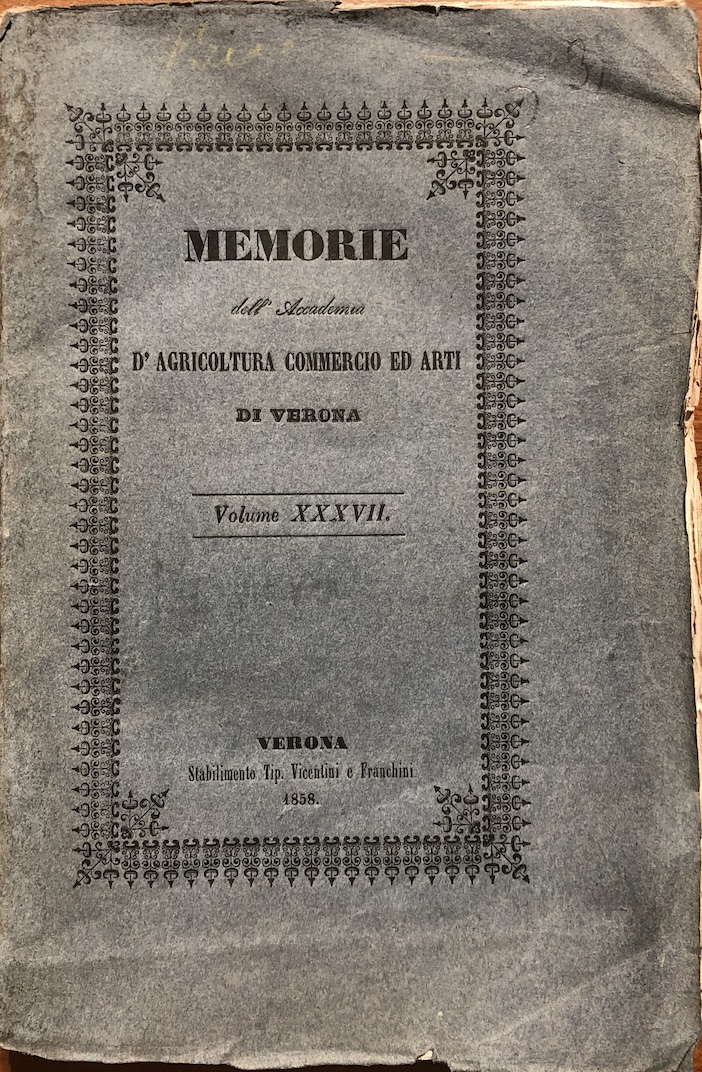 MEMORIE
dell' Accademia
D' AGRICOLTURA COMMERCIO ED ARTI
DI VERONA
Volume XXXVII.
VERONA
Stabilimento Tip. Vicentini e Franchini
1858.